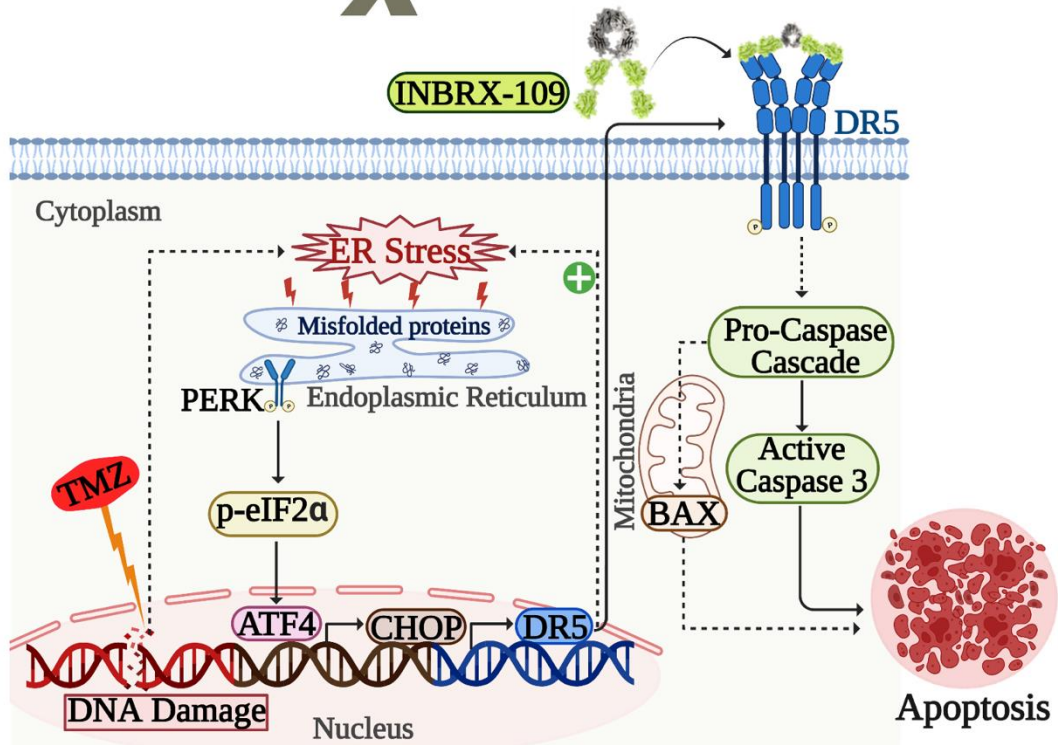 INBRX-109
DR5
Cytoplasm
ER Stress
Misfolded proteins
PERK
P P
Endoplasmic Reticulum
P P
Pro-Caspase
Cascade
Mitochondria
Active
Caspase 3
BAX
TMZ
p-eIF2α
ATF4
CHOP
DR5
DNA Damage
Nucleus
Apoptosis